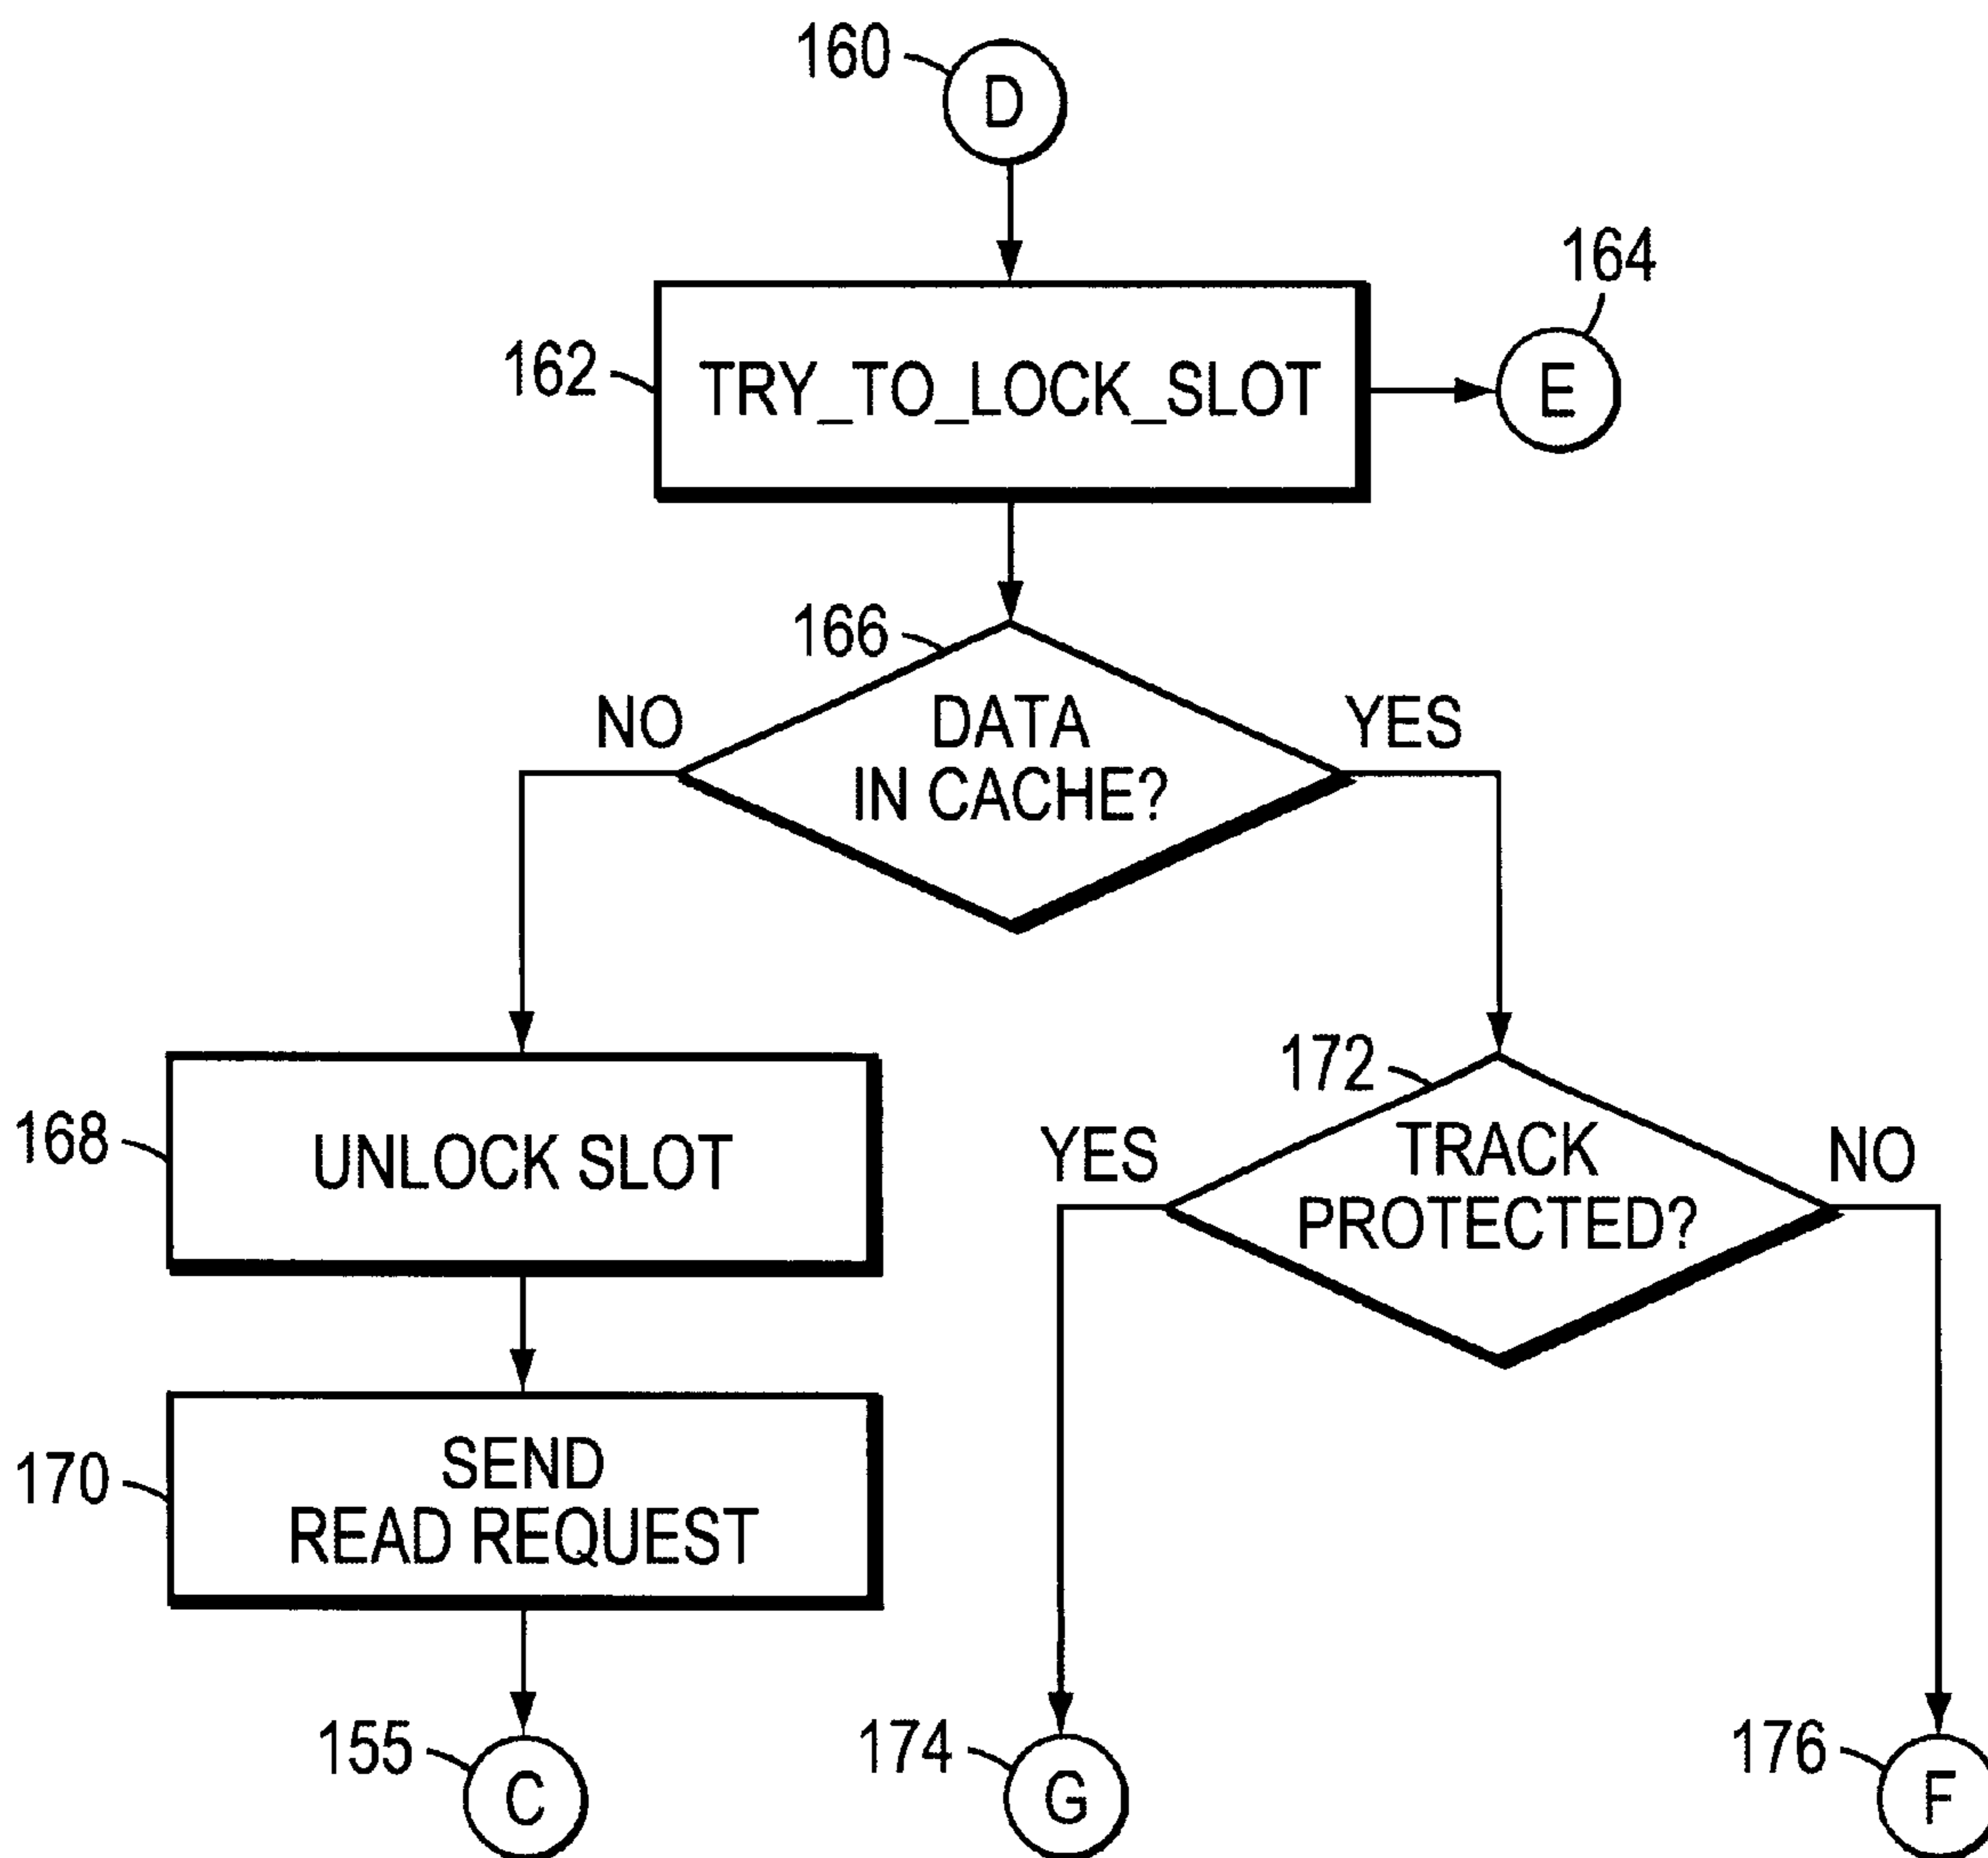 160
D
164
162
TRY_TO_LOCK_SLOT
E
166
NO
DATA
IN CACHE?
YES
172
168
UNLOCK SLOT
YES
TRACK
PROTECTED?
NO
170
SEND
READ REQUEST
155
C
174
G
176
F